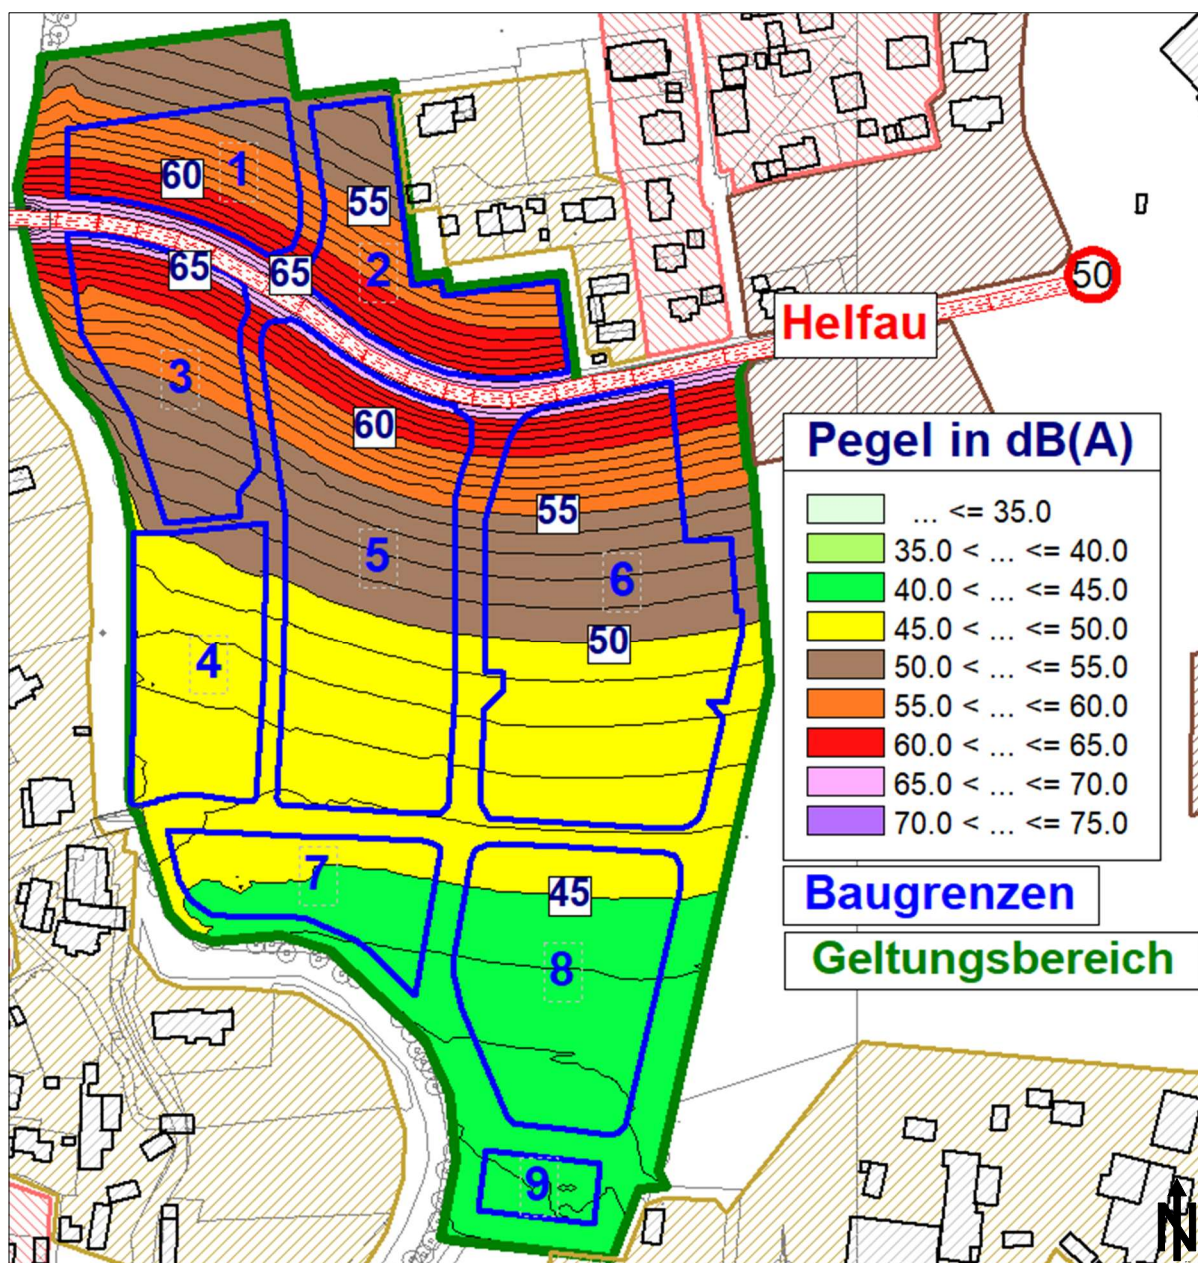 1
60
55
2
65
65
50
Helfau
3
60
Pegel in dB(A)
... <= 35.0
35.0 < ... <= 40.0
40.0 < ... <= 45.0
45.0 < ... <= 50.0
50.0 < ... <= 55.0
55.0 < ... <= 60.0
60.0 < ... <= 65.0
65.0 < ... <= 70.0
70.0 < ... <= 75.0
55
5
6
50
4
7
45
Baugrenzen
Geltungsbereich
8
9
N